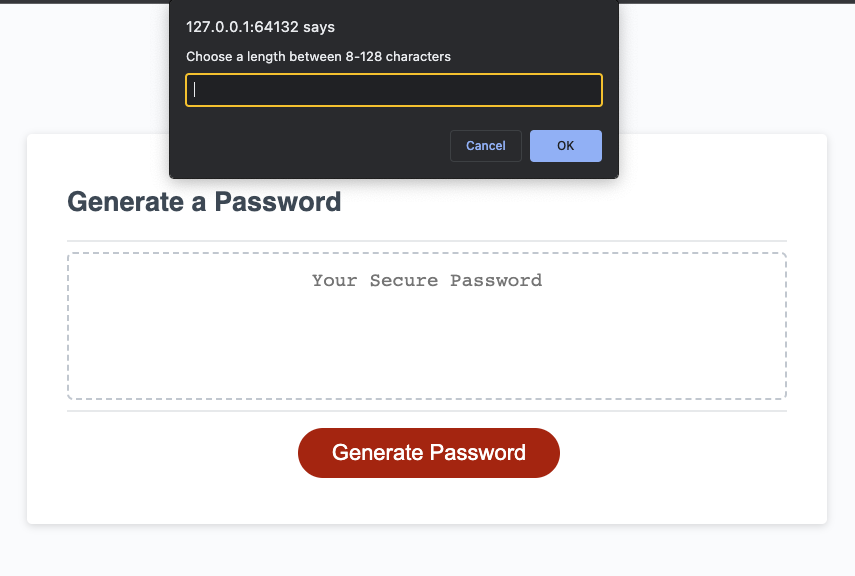 127.0.0.1:64132 says
Choose a length between 8-128 characters
Cancel
OK
Generate a Password
Your Secure Password
Generate Password